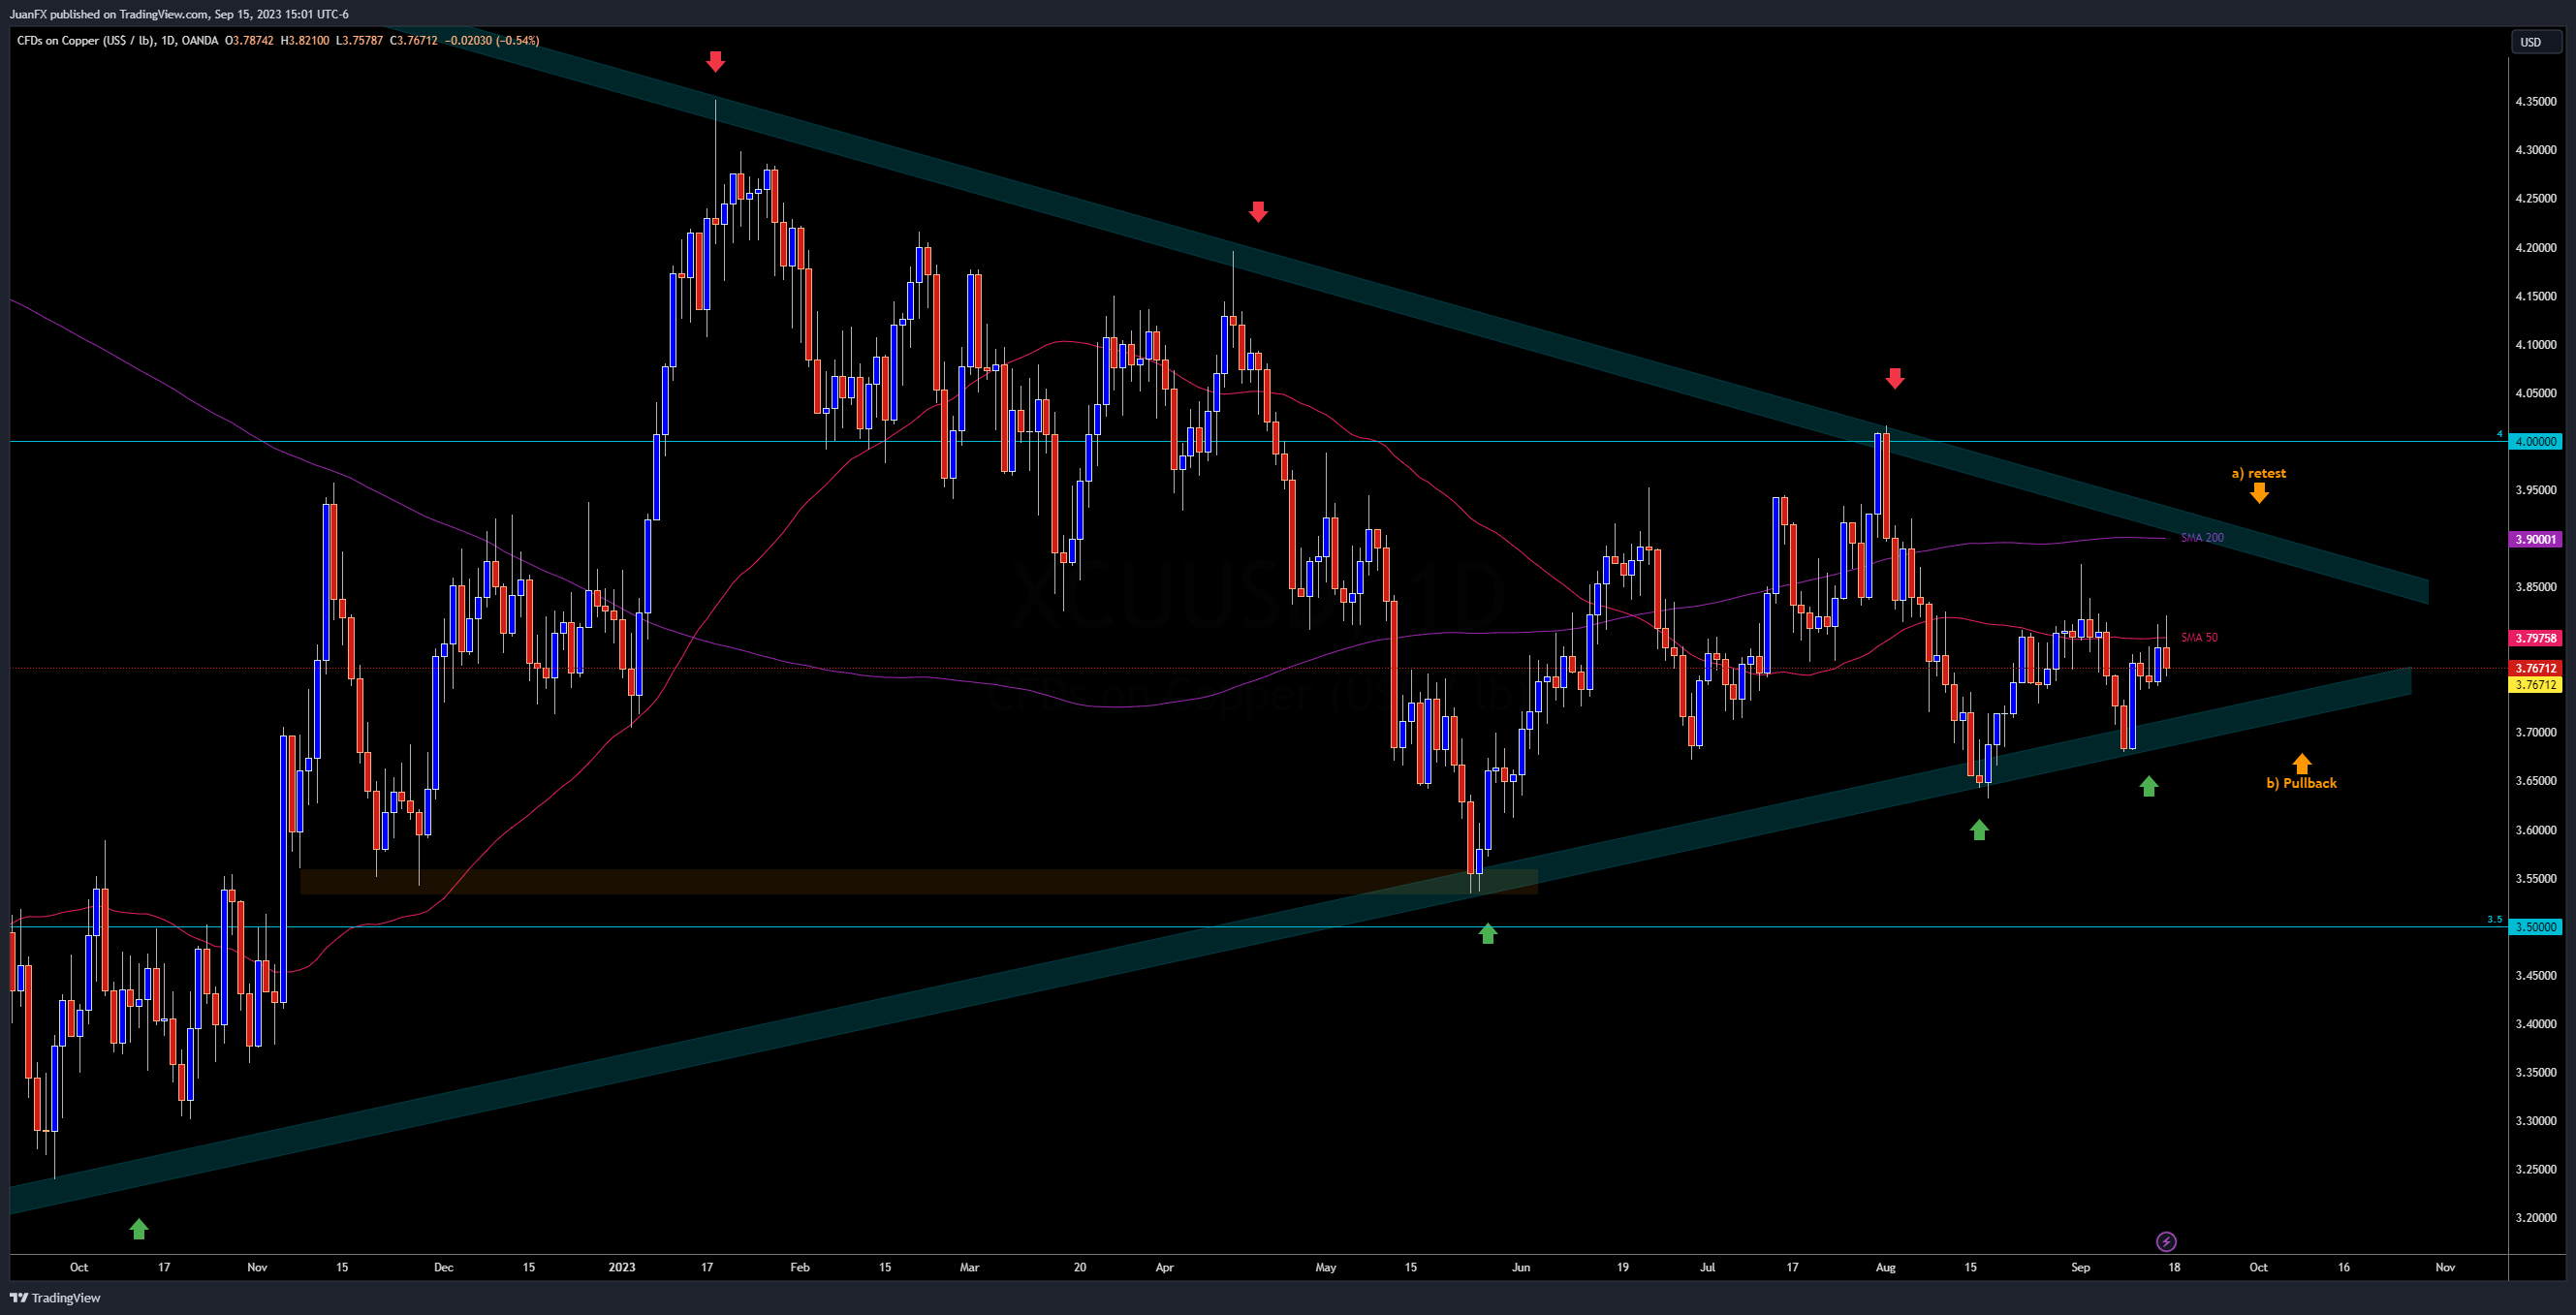 JuanFX published on TradingView.com, Sep 15, 2023 15:01 UTC-6
CFDs on Copper (US$ / lb), 1D, OANDA O3.78742 H3.82100 L3.75787 C3.76712 −0.02030 (−0.54%)
USD
4.35000
4.30000
4.25000
4.20000
4.15000
4.10000
4.05000
4
4.00000
a) retest
3.95000
SMA 200
3.90001
3.85000
XCUUSD, 1D
SMA 50
3.79758
3.76712
3.76712
CFDs on Copper (US$ / lb)
3.70000
3.65000
b) Pullback
3.60000
3.55000
3.5
3.50000
3.45000
3.40000
3.35000
3.30000
3.25000
3.20000
Oct 17 Nov 15 Dec 15 2023 17 Feb 15 Mar 20 Apr May 15 Jun 19 Jul 17 Aug 15 Sep 18 Oct 16 Nov
TradingView